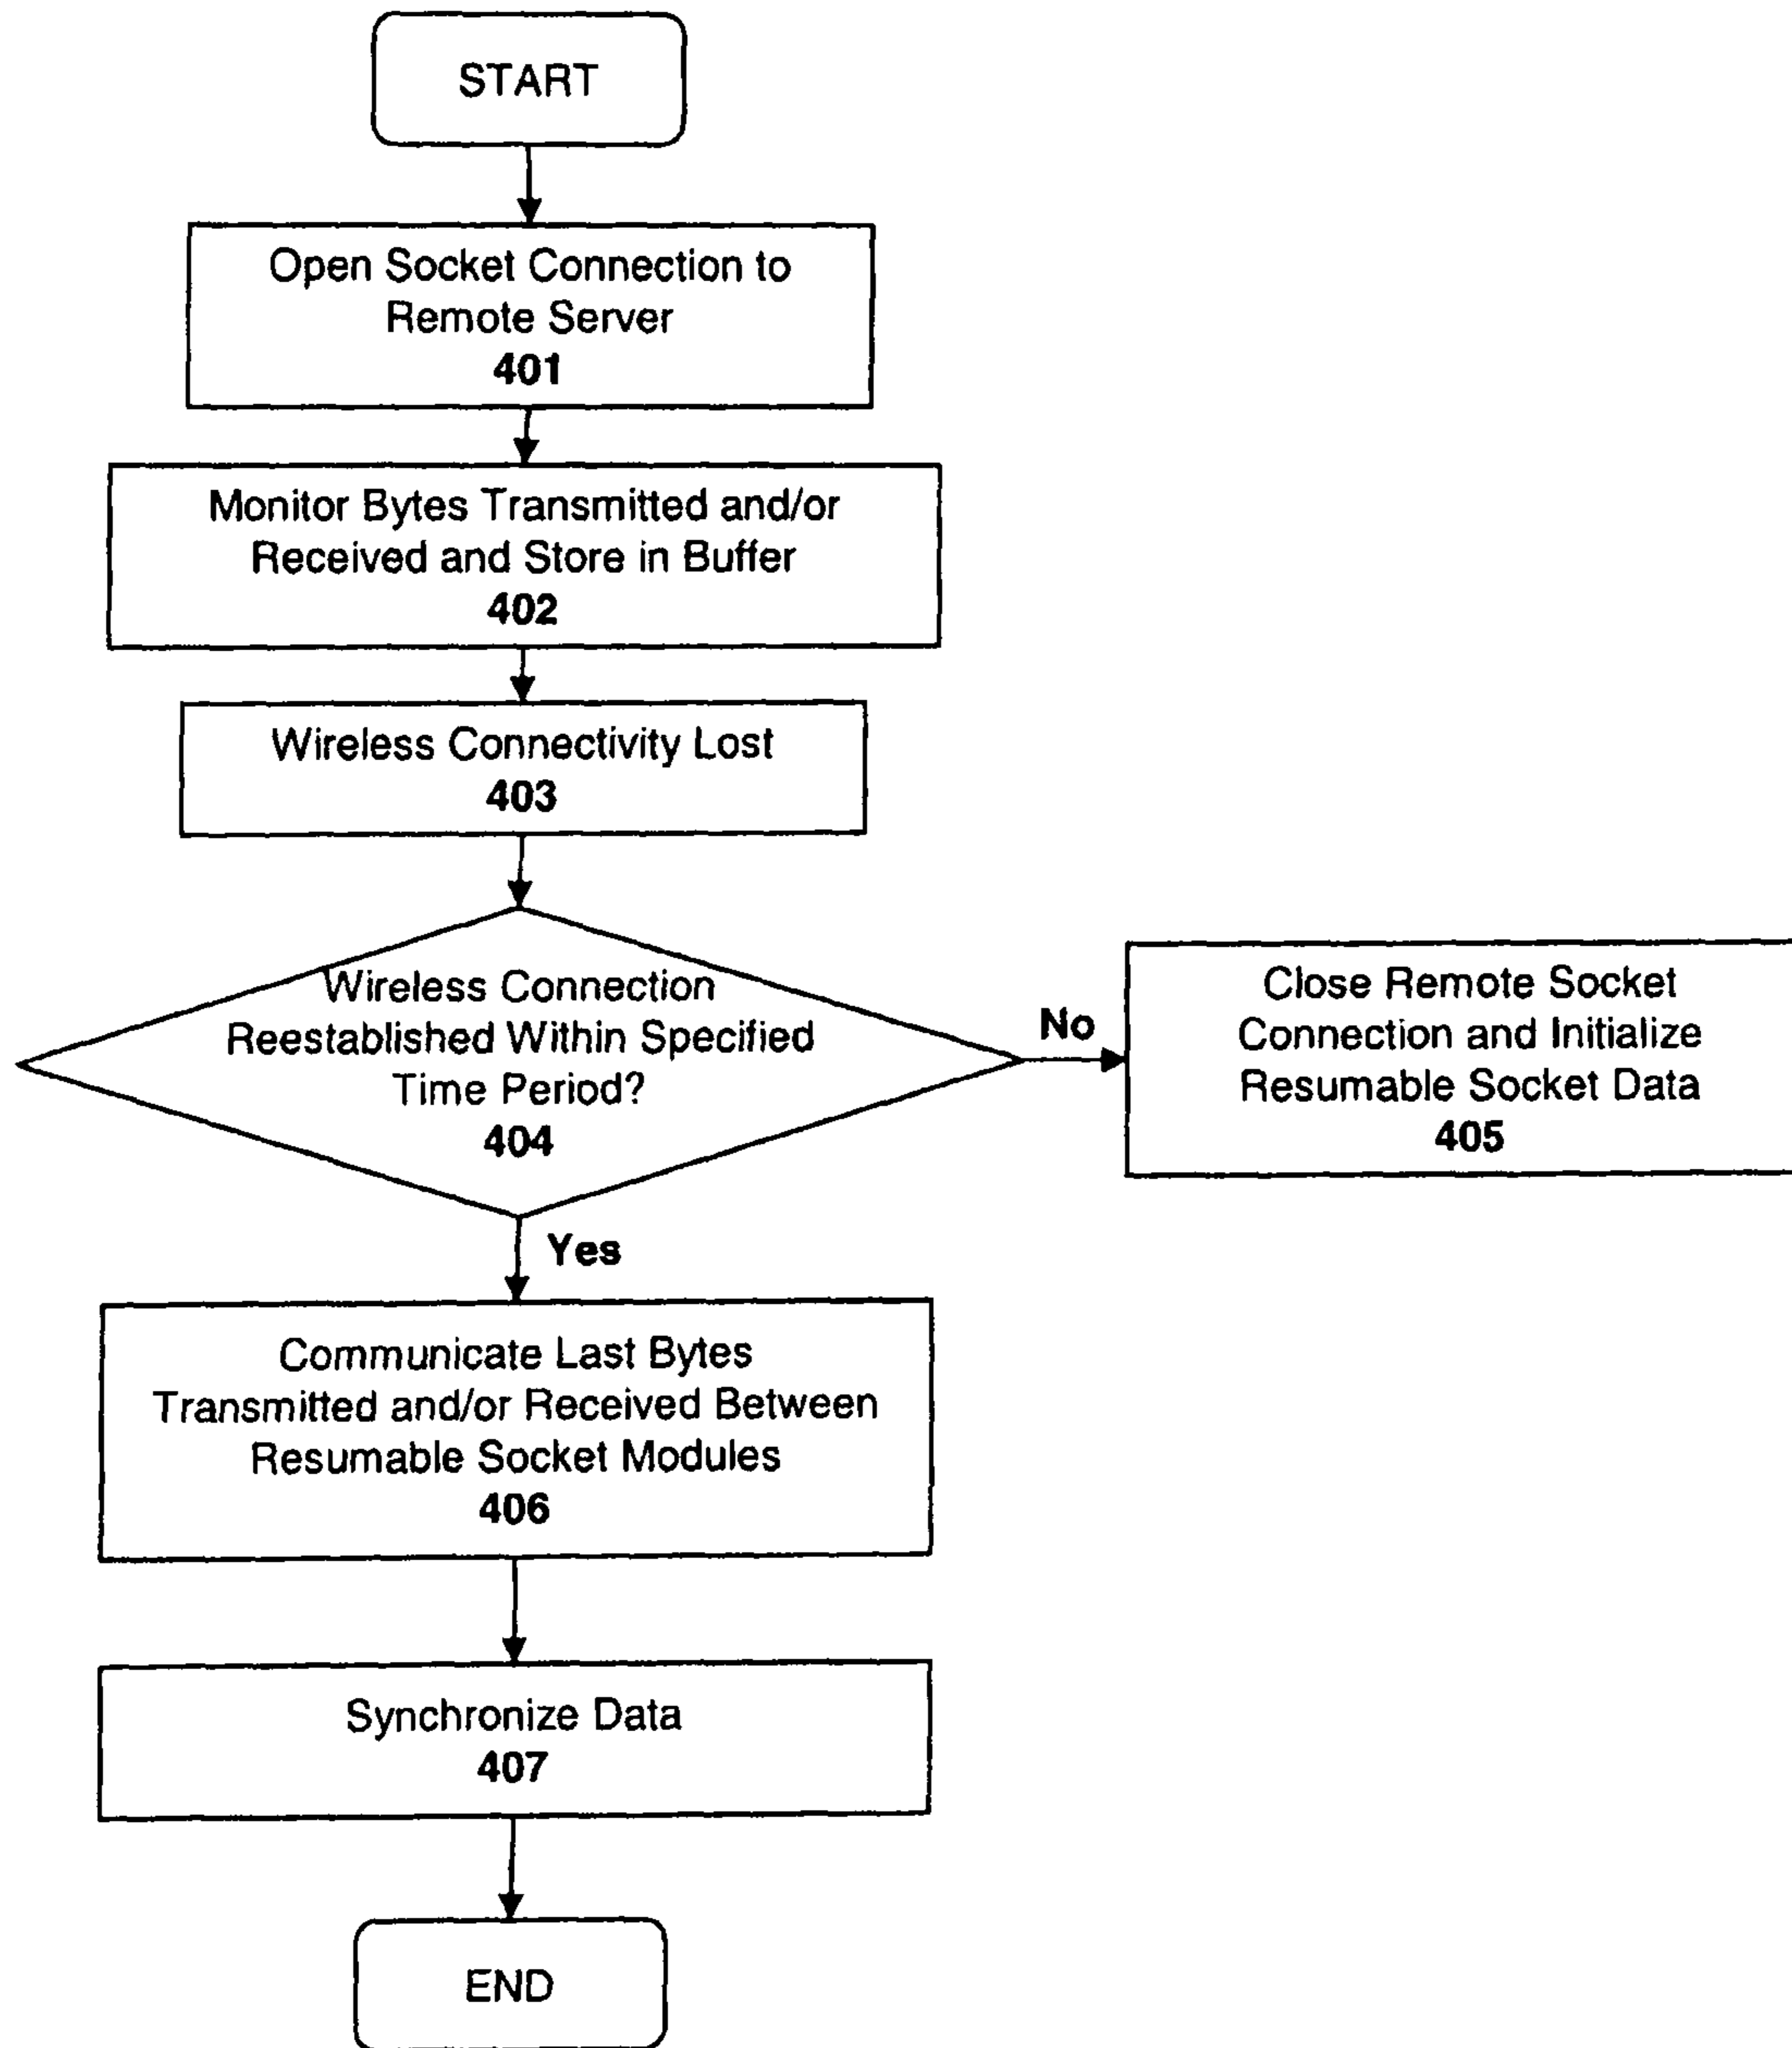 START
Open Socket Connection to
Remote Server
401
Monitor Bytes Transmitted and/or
Received and Store in Buffer
402
Wireless Connectivity Lost
403
Wireless Connection
Reestablished Within Specified
Time Period?
404
No
Close Remote Socket
Connection and Initialize
Resumable Socket Data
405
Yes
Communicate Last Bytes
Transmitted and/or Received Between
Resumable Socket Modules
406
Synchronize Data
407
END